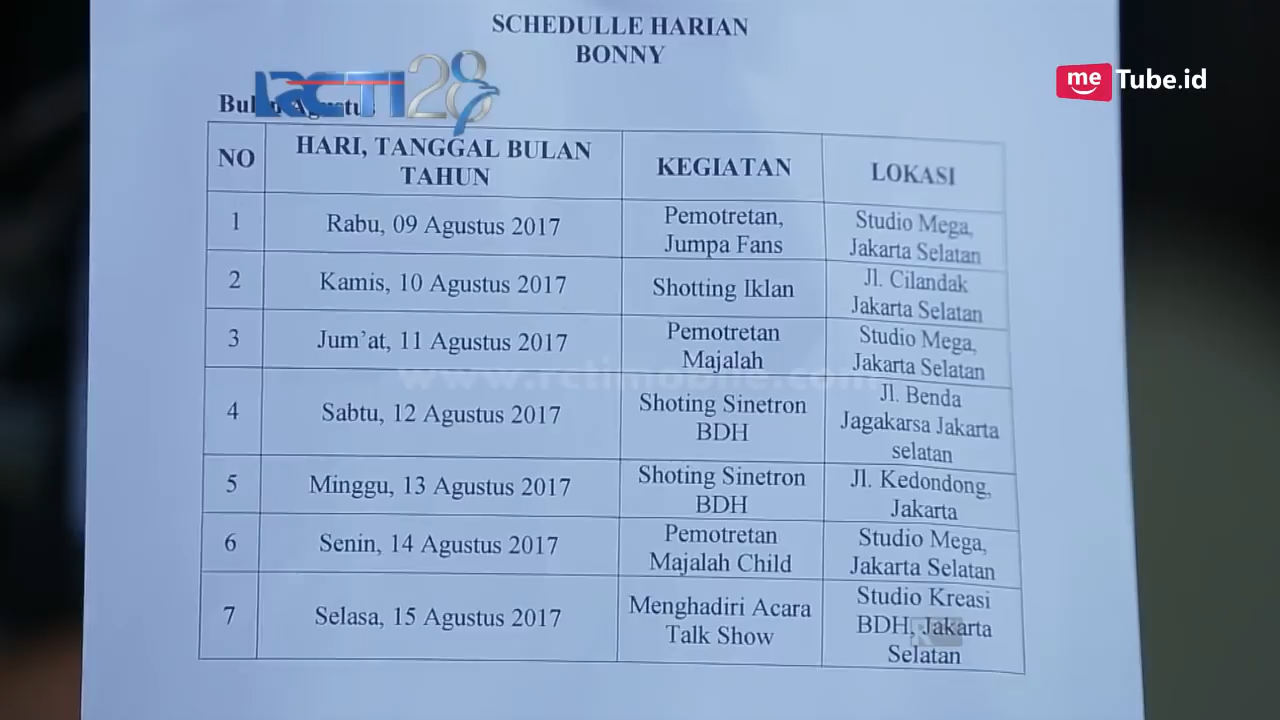 SCHEDULLE HARIAN
BONNY
RCTI 28
me Tube.id
NO
HARI, TANGGAL BULAN
TAHUN
KEGIATAN
LOKASI
1
Rabu, 09 Agustus 2017
Pemotretan,
Jumpa Fans
Studio Mega,
Jakarta Selatan
2
Kamis, 10 Agustus 2017
Shotting Iklan
Jl. Cilandak
Jakarta Selatan
3
Jum’at, 11 Agustus 2017
Pemotretan
Majalah
Studio Mega,
Jakarta Selatan
www.rctimobile.com
4
Sabtu, 12 Agustus 2017
Shoting Sinetron
BDH
Jl. Benda
Jagakarsa Jakarta
selatan
5
Minggu, 13 Agustus 2017
Shoting Sinetron
BDH
Jl. Kedondong,
Jakarta
6
Senin, 14 Agustus 2017
Pemotretan
Majalah Child
Studio Mega,
Jakarta Selatan
7
Selasa, 15 Agustus 2017
Menghadiri Acara
Talk Show
Studio Kreasi
BDH, Jakarta
Selatan